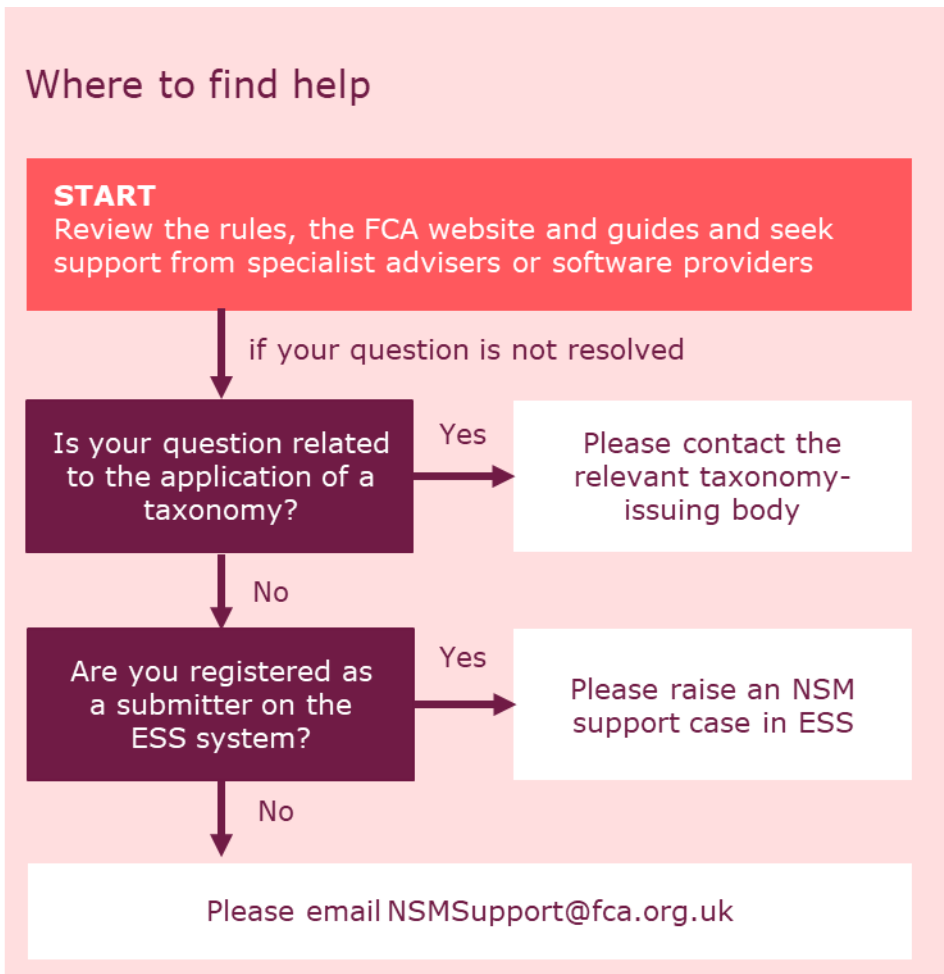 Where to find help
START
Review the rules, the FCA website and guides and seek
support from specialist advisers or software providers
if your question is not resolved
Is your question related
to the application of a
taxonomy?
Yes
Please contact the
relevant taxonomy-
issuing body
No
Are you registered as
a submitter on the
ESS system?
Yes
Please raise an NSM
support case in ESS
No
Please email NSMSupport@fca.org.uk